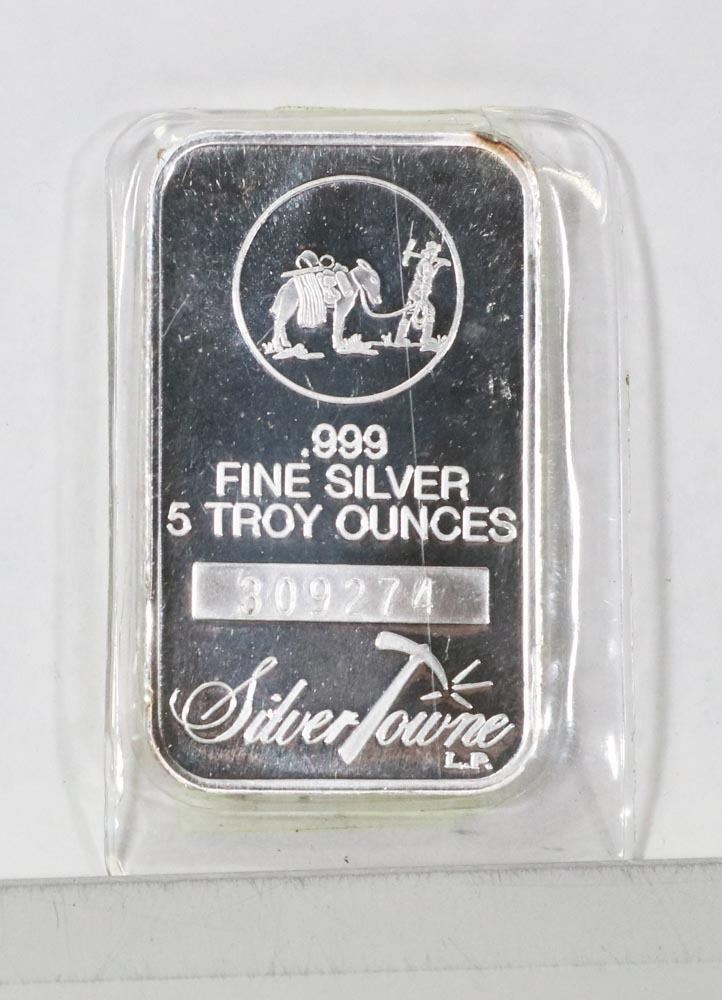 .999
FINE SILVER
5 TROY OUNCES
309274
SilverTowne
L.P.